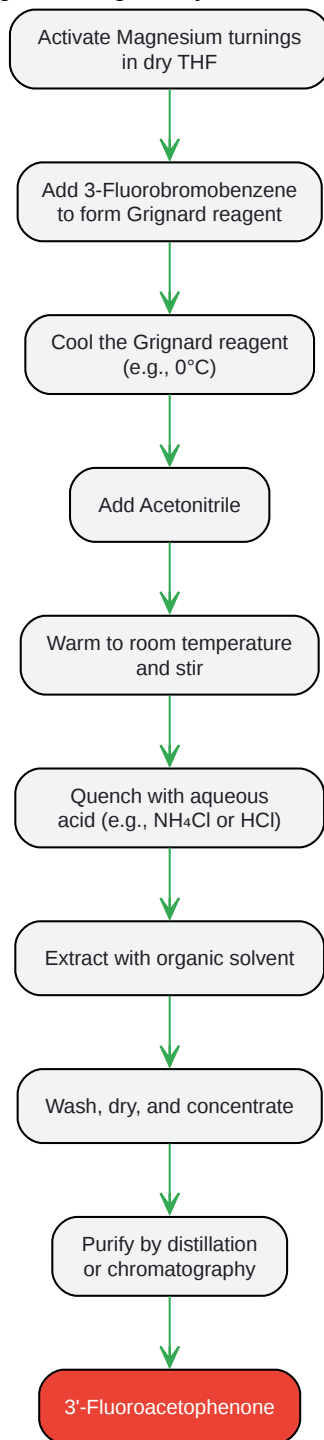 Activate Magnesium turnings
in dry THF
Add 3-Fluorobromobenzene
to form Grignard reagent
Cool the Grignard reagent
(e.g., 0°C)
Add Acetonitrile
Warm to room temperature
and stir
Quench with aqueous
acid (e.g., NH₄Cl or HCl)
Extract with organic solvent
Wash, dry, and concentrate
Purify by distillation
or chromatography
3'-Fluoroacetophenone